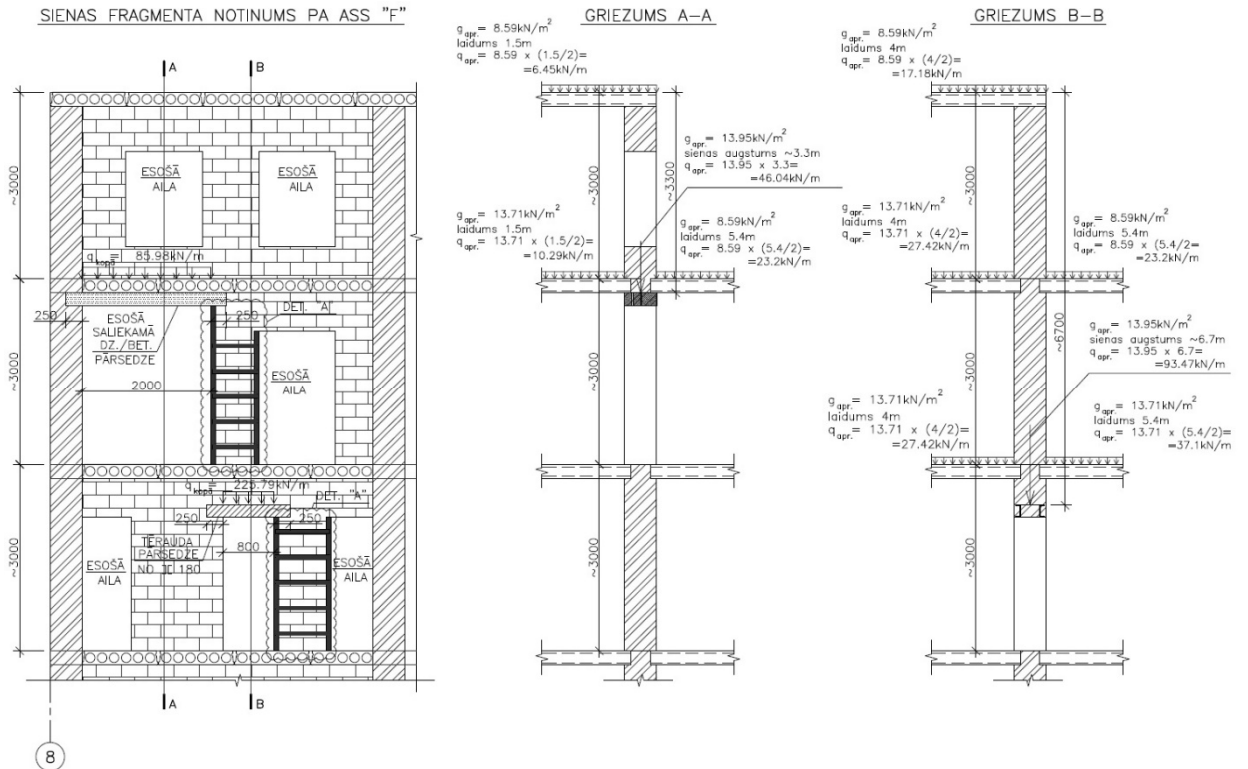 SIENAS FRAGMENTA NOTINUMS PA ASS "F"
A
B
~3000
ESOŠĀ
AILA
ESOŠĀ
AILA
qkopā = 85.98kN/m
250
ESOŠĀ
SALIEKAMĀ
DZ./BET.
PĀRSEDZE
250
DET. "A"
~3000
2000
ESOŠĀ
AILA
qkopā = 225.79kN/m
DET. "A"
250
250
TĒRAUDA
PĀRSEDZE
NO ][ 180
800
~3000
ESOŠĀ
AILA
ESOŠĀ
AILA
A
B
8
GRIEZUMS A-A
gapr.= 8.59kN/m²
laidums 1.5m
qapr.= 8.59 x (1.5/2)=
=6.45kN/m
gapr.= 13.95kN/m²
sienas augstums ~3.3m
qapr.= 13.95 x 3.3=
=46.04kN/m
~3000
~3300
gapr.= 13.71kN/m²
laidums 1.5m
qapr.= 13.71 x (1.5/2)=
=10.29kN/m
gapr.= 8.59kN/m²
laidums 5.4m
qapr.= 8.59 x (5.4/2)=
=23.2kN/m
~3000
~3000
GRIEZUMS B-B
gapr.= 8.59kN/m²
laidums 4m
qapr.= 8.59 x (4/2)=
=17.18kN/m
~3000
gapr.= 13.71kN/m²
laidums 4m
qapr.= 13.71 x (4/2)=
=27.42kN/m
gapr.= 8.59kN/m²
laidums 5.4m
qapr.= 8.59 x (5.4/2=
=23.2kN/m
~6700
gapr.= 13.95kN/m²
sienas augstums ~6.7m
qapr.= 13.95 x 6.7=
=93.47kN/m
~3000
gapr.= 13.71kN/m²
laidums 4m
qapr.= 13.71 x (4/2)=
=27.42kN/m
gapr.= 13.71kN/m²
laidums 5.4m
qapr.= 13.71 x (5.4/2)=
=37.1kN/m
~3000